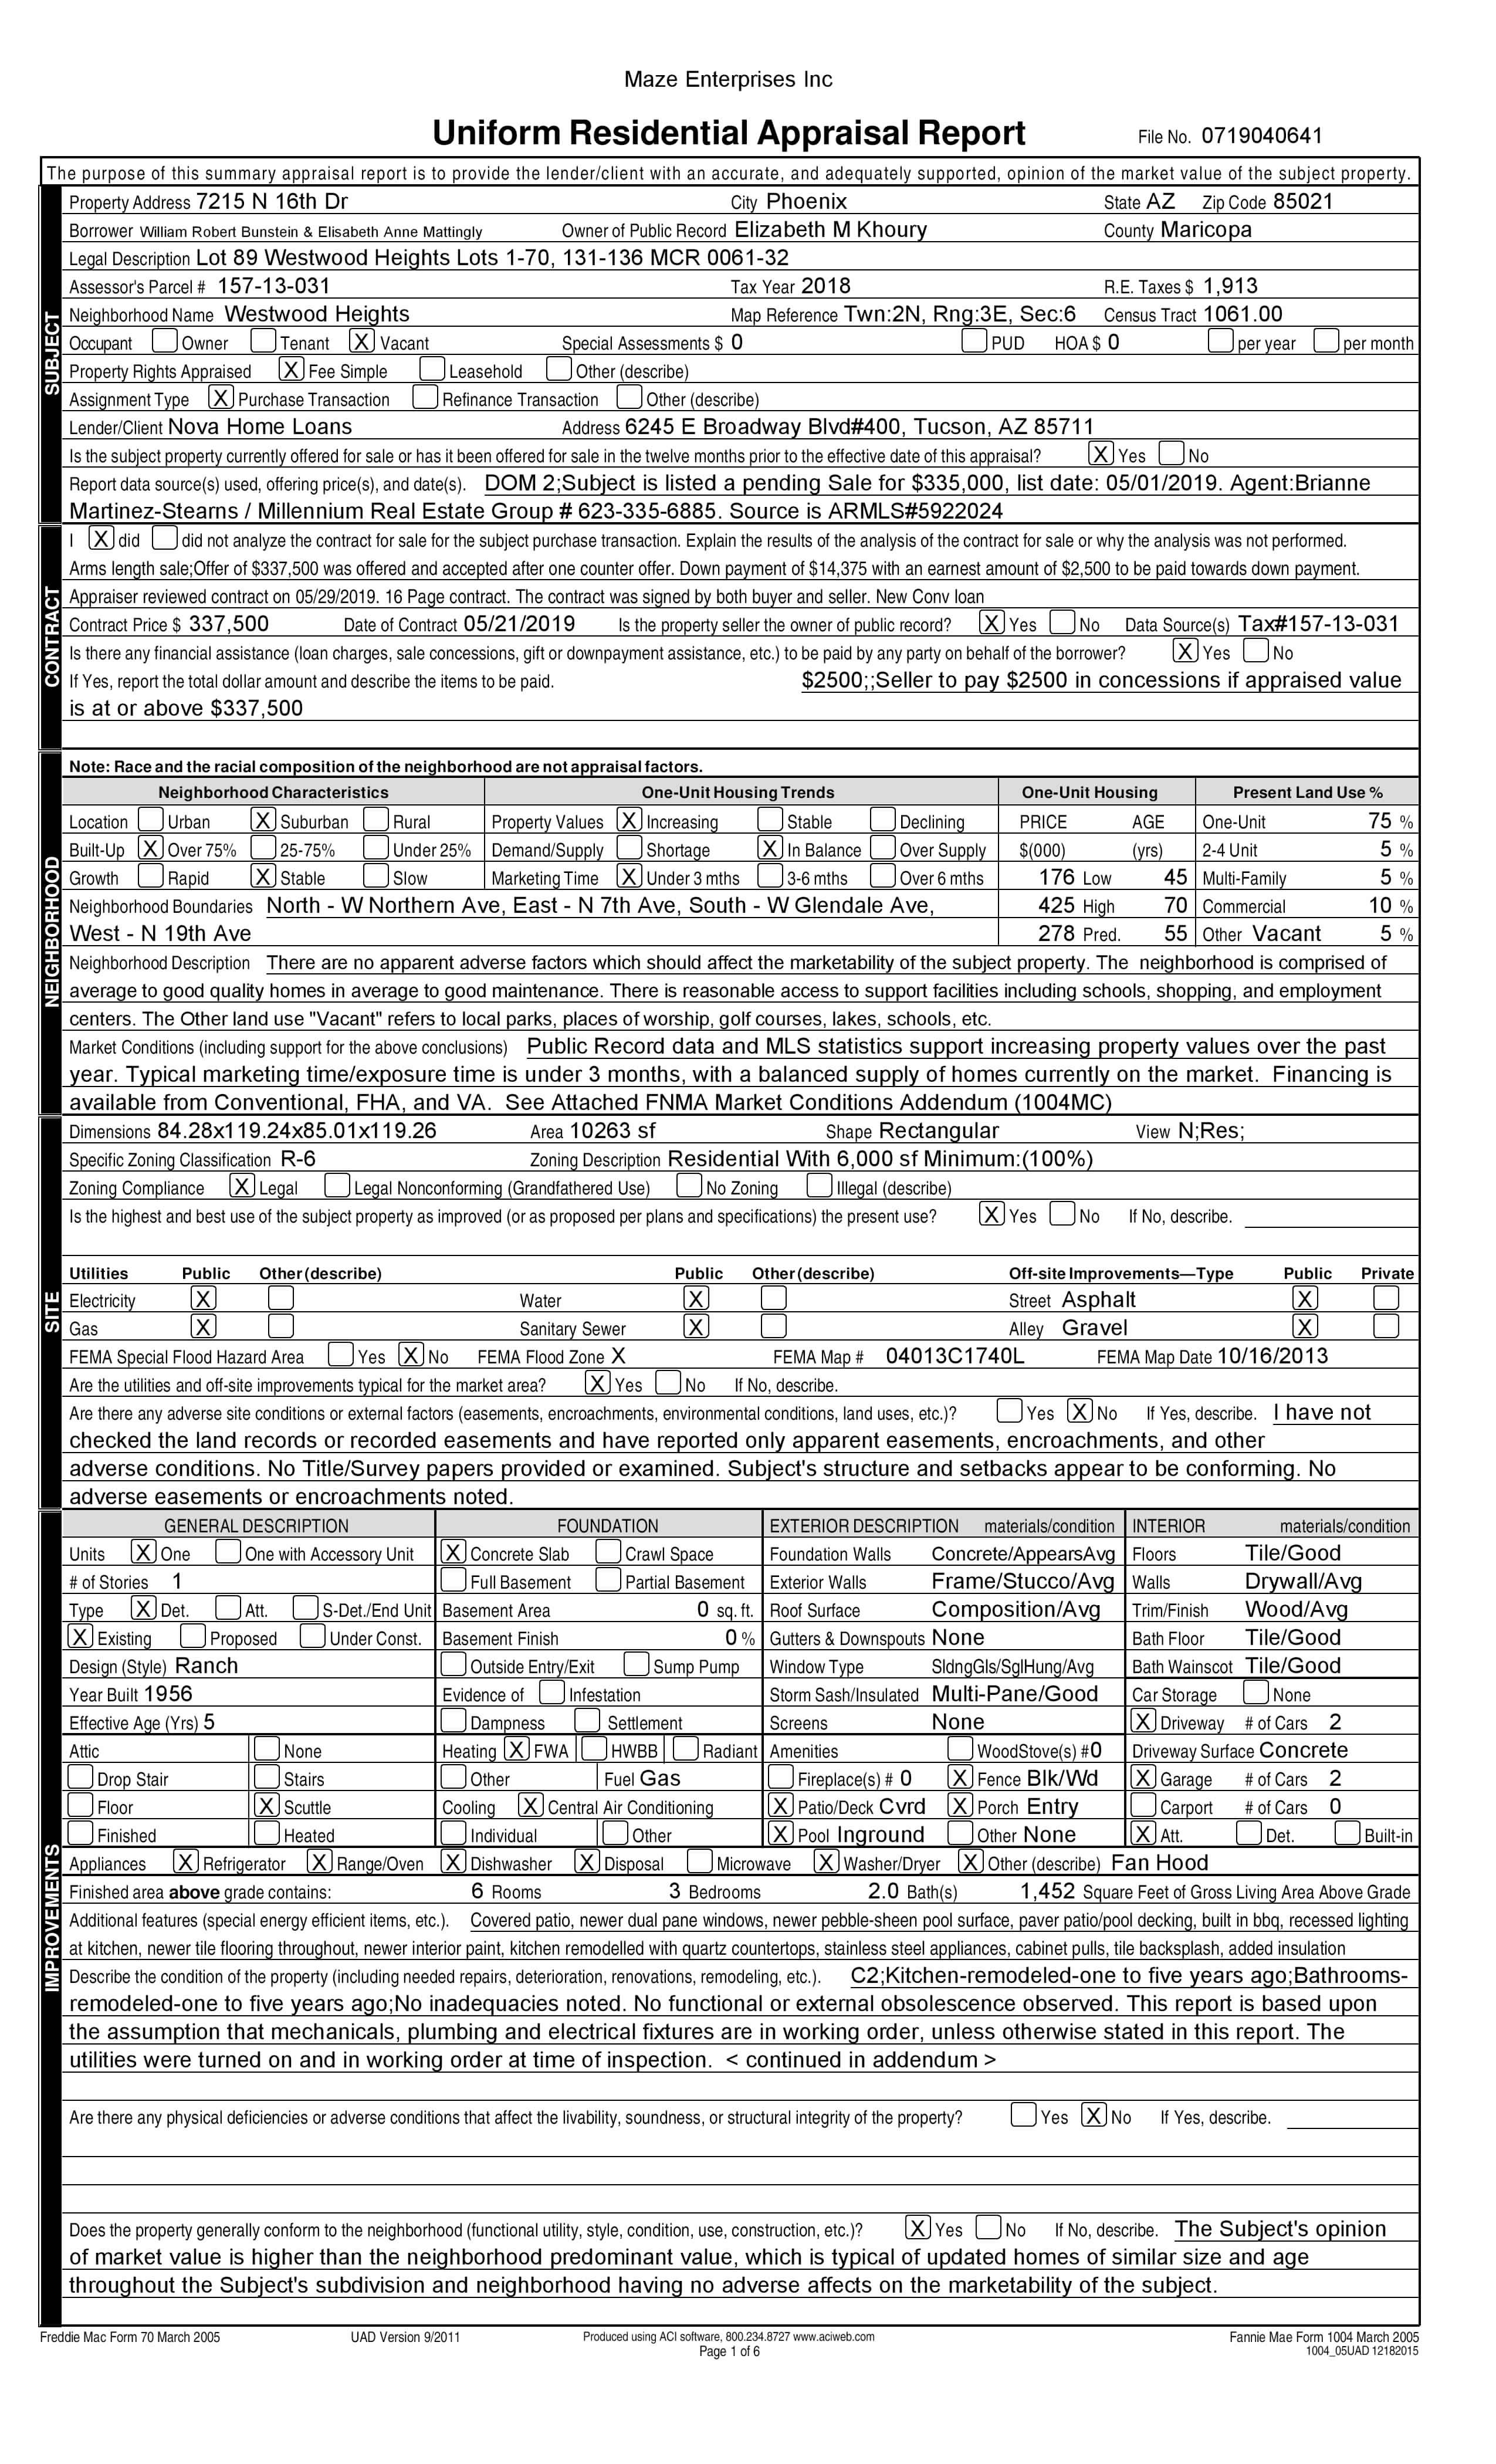 Maze Enterprises Inc
Uniform Residential Appraisal Report File No. 0719040641
The purpose of this summary appraisal report is to provide the lender/client with an accurate, and adequately supported, opinion of the market value of the subject property.
SUBJECT
Property Address 7215 N 16th Dr City Phoenix State AZ Zip Code 85021
Borrower William Robert Bunstein & Elisabeth Anne Mattingly Owner of Public Record Elizabeth M Khoury County Maricopa
Legal Description Lot 89 Westwood Heights Lots 1-70, 131-136 MCR 0061-32
Assessor's Parcel # 157-13-031 Tax Year 2018 R.E. Taxes $ 1,913
Neighborhood Name Westwood Heights Map Reference Twn:2N, Rng:3E, Sec:6 Census Tract 1061.00
Occupant Owner Tenant X Vacant Special Assessments $ 0 PUD HOA $ 0 per year per month
Property Rights Appraised X Fee Simple Leasehold Other (describe)
Assignment Type X Purchase Transaction Refinance Transaction Other (describe)
Lender/Client Nova Home Loans Address 6245 E Broadway Blvd#400, Tucson, AZ 85711
Is the subject property currently offered for sale or has it been offered for sale in the twelve months prior to the effective date of this appraisal? X Yes No
Report data source(s) used, offering price(s), and date(s). DOM 2;Subject is listed a pending Sale for $335,000, list date: 05/01/2019. Agent:Brianne
Martinez-Stearns / Millennium Real Estate Group # 623-335-6885. Source is ARMLS#5922024
CONTRACT
I X did did not analyze the contract for sale for the subject purchase transaction. Explain the results of the analysis of the contract for sale or why the analysis was not performed.
Arms length sale;Offer of $337,500 was offered and accepted after one counter offer. Down payment of $14,375 with an earnest amount of $2,500 to be paid towards down payment.
Appraiser reviewed contract on 05/29/2019. 16 Page contract. The contract was signed by both buyer and seller. New Conv loan
Contract Price $ 337,500 Date of Contract 05/21/2019 Is the property seller the owner of public record? X Yes No Data Source(s) Tax#157-13-031
Is there any financial assistance (loan charges, sale concessions, gift or downpayment assistance, etc.) to be paid by any party on behalf of the borrower? X Yes No
If Yes, report the total dollar amount and describe the items to be paid. $2500;;Seller to pay $2500 in concessions if appraised value
is at or above $337,500
NEIGHBORHOOD
Note: Race and the racial composition of the neighborhood are not appraisal factors.
Neighborhood Characteristics One-Unit Housing Trends One-Unit Housing Present Land Use %
Location Urban X Suburban Rural Property Values X Increasing Stable Declining PRICE AGE One-Unit 75 %
Built-Up X Over 75% 25-75% Under 25% Demand/Supply Shortage X In Balance Over Supply $(000) (yrs) 2-4 Unit 5 %
Growth Rapid X Stable Slow Marketing Time X Under 3 mths 3-6 mths Over 6 mths 176 Low 45 Multi-Family 5 %
Neighborhood Boundaries North - W Northern Ave, East - N 7th Ave, South - W Glendale Ave, 425 High 70 Commercial 10 %
West - N 19th Ave 278 Pred. 55 Other Vacant 5 %
Neighborhood Description There are no apparent adverse factors which should affect the marketability of the subject property. The neighborhood is comprised of
average to good quality homes in average to good maintenance. There is reasonable access to support facilities including schools, shopping, and employment
centers. The Other land use "Vacant" refers to local parks, places of worship, golf courses, lakes, schools, etc.
Market Conditions (including support for the above conclusions) Public Record data and MLS statistics support increasing property values over the past
year. Typical marketing time/exposure time is under 3 months, with a balanced supply of homes currently on the market. Financing is
available from Conventional, FHA, and VA. See Attached FNMA Market Conditions Addendum (1004MC)
SITE
Dimensions 84.28x119.24x85.01x119.26 Area 10263 sf Shape Rectangular View N;Res;
Specific Zoning Classification R-6 Zoning Description Residential With 6,000 sf Minimum:(100%)
Zoning Compliance X Legal Legal Nonconforming (Grandfathered Use) No Zoning Illegal (describe)
Is the highest and best use of the subject property as improved (or as proposed per plans and specifications) the present use? X Yes No If No, describe.
Utilities Public Other (describe) Public Other (describe) Off-site Improvements—Type Public Private
Electricity X Water X Street Asphalt X
Gas X Sanitary Sewer X Alley Gravel X
FEMA Special Flood Hazard Area Yes X No FEMA Flood Zone X FEMA Map # 04013C1740L FEMA Map Date 10/16/2013
Are the utilities and off-site improvements typical for the market area? X Yes No If No, describe.
Are there any adverse site conditions or external factors (easements, encroachments, environmental conditions, land uses, etc.)? Yes X No If Yes, describe. I have not
checked the land records or recorded easements and have reported only apparent easements, encroachments, and other
adverse conditions. No Title/Survey papers provided or examined. Subject's structure and setbacks appear to be conforming. No
adverse easements or encroachments noted.
IMPROVEMENTS
GENERAL DESCRIPTION FOUNDATION EXTERIOR DESCRIPTION materials/condition INTERIOR materials/condition
Units X One One with Accessory Unit X Concrete Slab Crawl Space Foundation Walls Concrete/AppearsAvg Floors Tile/Good
# of Stories 1 Full Basement Partial Basement Exterior Walls Frame/Stucco/Avg Walls Drywall/Avg
Type X Det. Att. S-Det./End Unit Basement Area 0 sq. ft. Roof Surface Composition/Avg Trim/Finish Wood/Avg
X Existing Proposed Under Const. Basement Finish 0 % Gutters & Downspouts None Bath Floor Tile/Good
Design (Style) Ranch Outside Entry/Exit Sump Pump Window Type SldngGls/SglHung/Avg Bath Wainscot Tile/Good
Year Built 1956 Evidence of Infestation Storm Sash/Insulated Multi-Pane/Good Car Storage None
Effective Age (Yrs) 5 Dampness Settlement Screens None X Driveway # of Cars 2
Attic None Heating X FWA HWBB Radiant Amenities WoodStove(s) #0 Driveway Surface Concrete
Drop Stair Stairs Other Fuel Gas Fireplace(s) # 0 X Fence Blk/Wd X Garage # of Cars 2
Floor X Scuttle Cooling X Central Air Conditioning X Patio/Deck Cvrd X Porch Entry Carport # of Cars 0
Finished Heated Individual Other X Pool Inground Other None X Att. Det. Built-in
Appliances X Refrigerator X Range/Oven X Dishwasher X Disposal Microwave X Washer/Dryer X Other (describe) Fan Hood
Finished area above grade contains: 6 Rooms 3 Bedrooms 2.0 Bath(s) 1,452 Square Feet of Gross Living Area Above Grade
Additional features (special energy efficient items, etc.). Covered patio, newer dual pane windows, newer pebble-sheen pool surface, paver patio/pool decking, built in bbq, recessed lighting
at kitchen, newer tile flooring throughout, newer interior paint, kitchen remodelled with quartz countertops, stainless steel appliances, cabinet pulls, tile backsplash, added insulation
Describe the condition of the property (including needed repairs, deterioration, renovations, remodeling, etc.). C2;Kitchen-remodeled-one to five years ago;Bathrooms-
remodeled-one to five years ago;No inadequacies noted. No functional or external obsolescence observed. This report is based upon
the assumption that mechanicals, plumbing and electrical fixtures are in working order, unless otherwise stated in this report. The
utilities were turned on and in working order at time of inspection. < continued in addendum >
Are there any physical deficiencies or adverse conditions that affect the livability, soundness, or structural integrity of the property? Yes X No If Yes, describe.
Does the property generally conform to the neighborhood (functional utility, style, condition, use, construction, etc.)? X Yes No If No, describe. The Subject's opinion
of market value is higher than the neighborhood predominant value, which is typical of updated homes of similar size and age
throughout the Subject's subdivision and neighborhood having no adverse affects on the marketability of the subject.
Freddie Mac Form 70 March 2005 UAD Version 9/2011 Produced using ACI software, 800.234.8727 www.aciweb.com Fannie Mae Form 1004 March 2005
Page 1 of 6 1004_05UAD 12182015